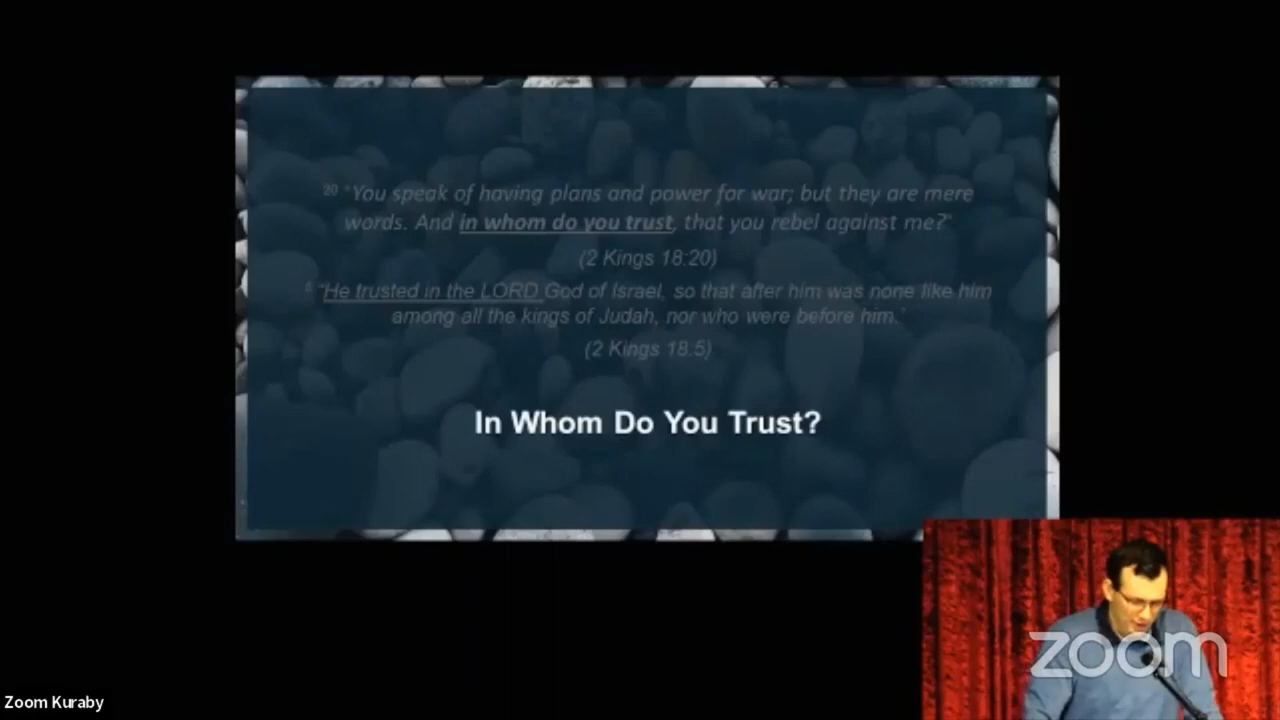 20 "You speak of having plans and power for war; but they are mere
words. And in whom do you trust, that you rebel against me?"
(2 Kings 18:20)
5 "He trusted in the LORD God of Israel, so that after him was none like him
among all the kings of Judah, nor who were before him."
(2 Kings 18.5)
In Whom Do You Trust?
zoom
Zoom Kuraby